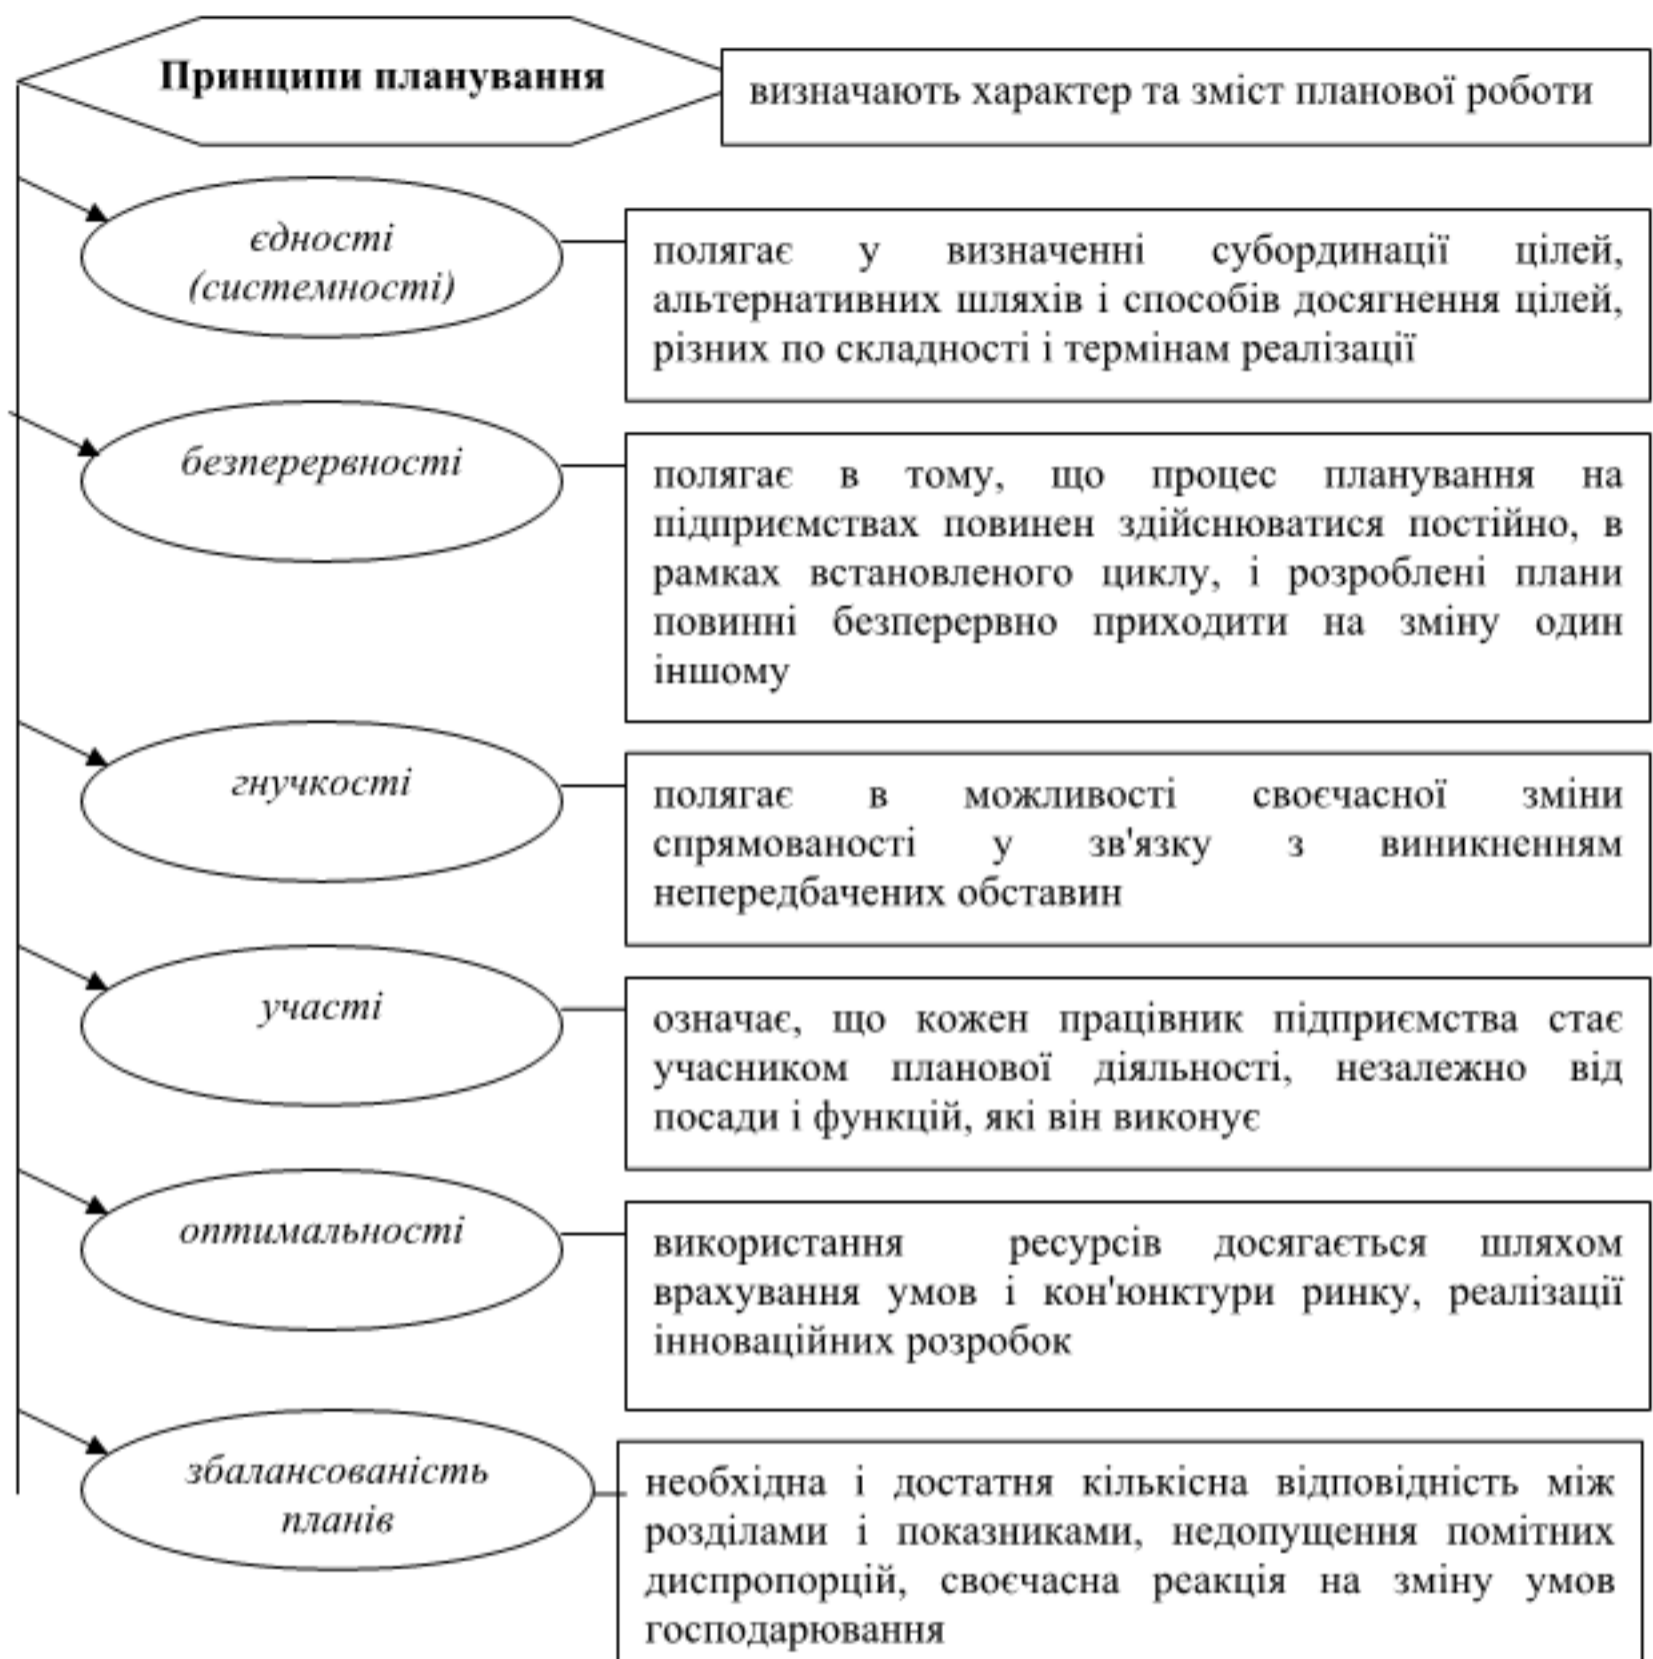 Принципи планування
визначають характер та зміст планової роботи
єдності
(системності)
полягає у визначенні субординації цілей,
альтернативних шляхів і способів досягнення цілей,
різних по складності і термінам реалізації
безперервності
полягає в тому, що процес планування на
підприємствах повинен здійснюватися постійно, в
рамках встановленого циклу, і розроблені плани
повинні безперервно приходити на зміну один
іншому
гнучкості
полягає в можливості своєчасної зміни
спрямованості у зв'язку з виникненням
непередбачених обставин
участі
означає, що кожен працівник підприємства стає
учасником планової діяльності, незалежно від
посади і функцій, які він виконує
оптимальності
використання ресурсів досягається шляхом
врахування умов і кон'юнктури ринку, реалізації
інноваційних розробок
збалансованість
планів
необхідна і достатня кількісна відповідність між
розділами і показниками, недопущення помітних
диспропорцій, своєчасна реакція на зміну умов
господарювання